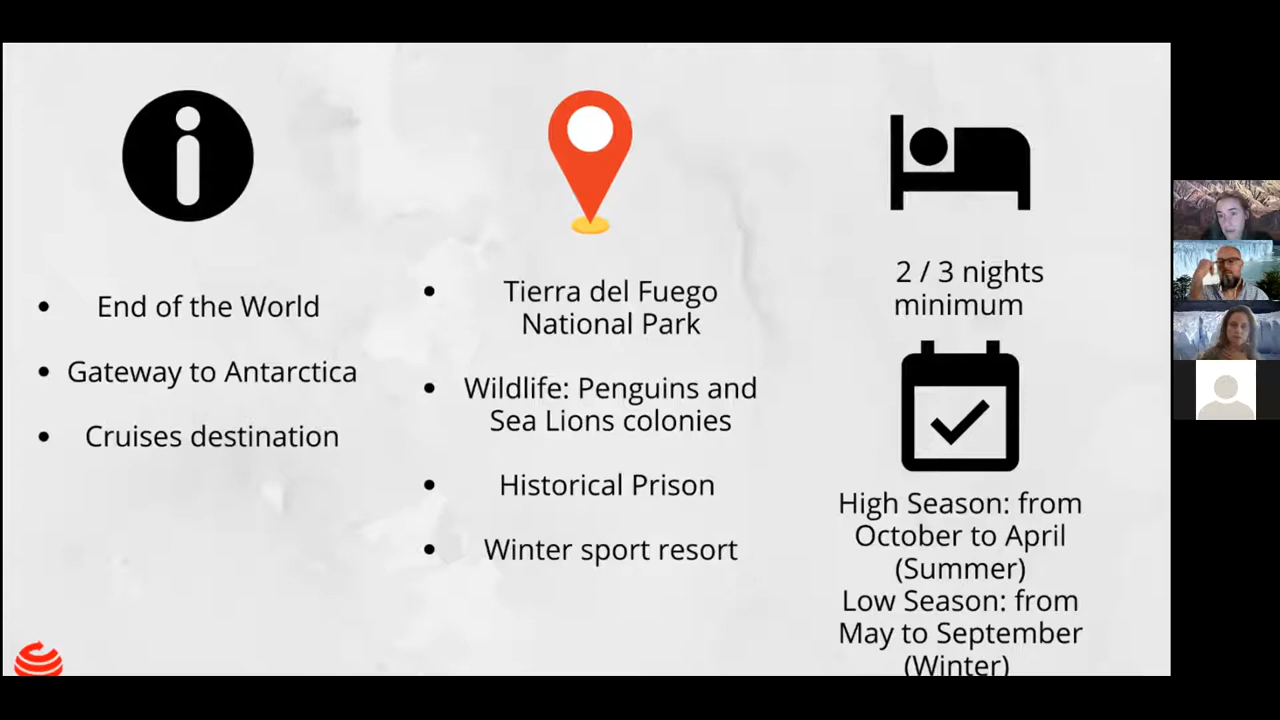 • End of the World
• Gateway to Antarctica
• Cruises destination
• Tierra del Fuego
National Park
• Wildlife: Penguins and
Sea Lions colonies
• Historical Prison
• Winter sport resort
2 / 3 nights
minimum
High Season: from
October to April
(Summer)
Low Season: from
May to September
(Winter)